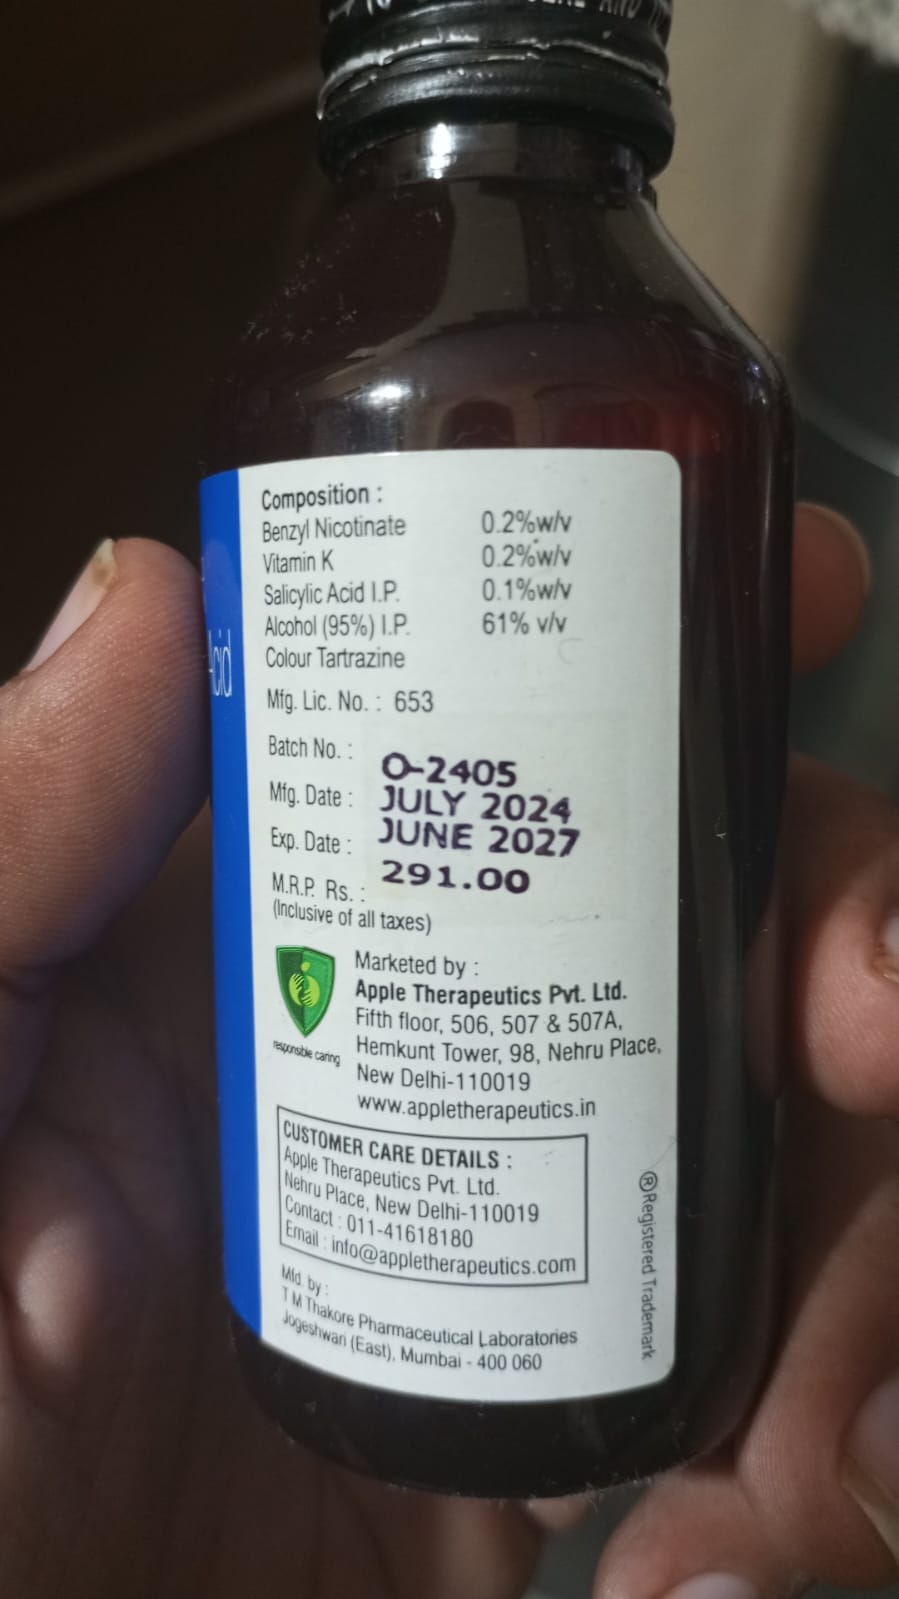 SEAL AND
Acid
Composition :
Benzyl Nicotinate 0.2%w/v
Vitamin K 0.2%w/v
Salicylic Acid I.P. 0.1%w/v
Alcohol (95%) I.P. 61% v/v
Colour Tartrazine
Mfg. Lic. No. : 653
Batch No. : O-2405
Mfg. Date : JULY 2024
Exp. Date : JUNE 2027
M.R.P. Rs. : 291.00
(Inclusive of all taxes)
responsible caring
Marketed by :
Apple Therapeutics Pvt. Ltd.
Fifth floor, 506, 507 & 507A,
Hemkunt Tower, 98, Nehru Place,
New Delhi-110019
www.appletherapeutics.in
CUSTOMER CARE DETAILS :
Apple Therapeutics Pvt. Ltd.
Nehru Place, New Delhi-110019
Contact : 011-41618180
Email : info@appletherapeutics.com
Mfd. by :
T M Thakore Pharmaceutical Laboratories
Jogeshwari (East), Mumbai - 400 060
®Registered Trademark